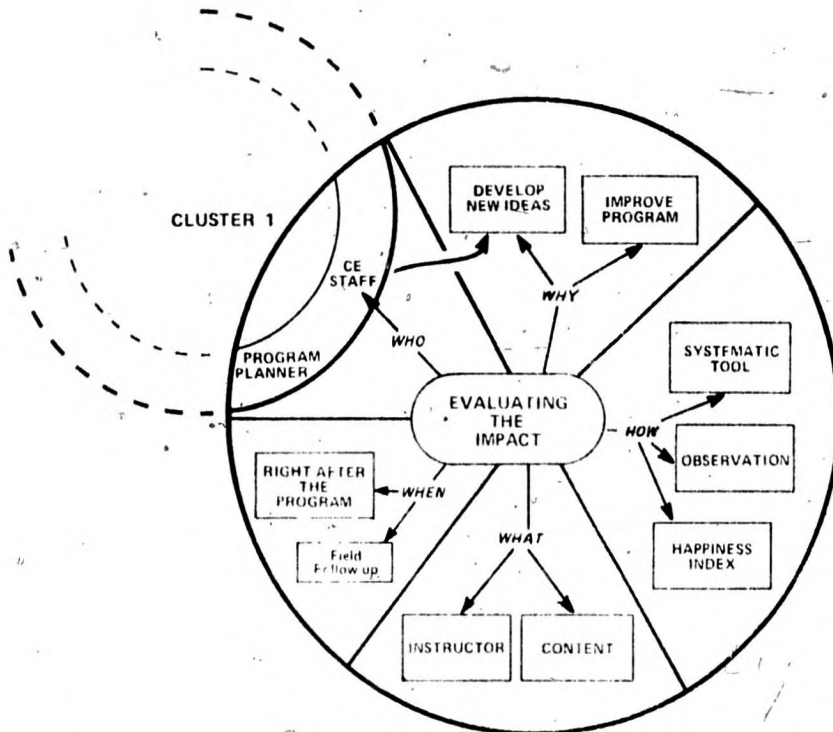 CLUSTER 1
CE
STAFF
PROGRAM
PLANNER
WHO
DEVELOP
NEW IDEAS
IMPROVE
PROGRAM
WHY
EVALUATING
THE
IMPACT
SYSTEMATIC
TOOL
HOW
OBSERVATION
HAPPINESS
INDEX
RIGHT AFTER
THE
PROGRAM
WHEN
Field
Follow up
WHAT
INSTRUCTOR
CONTENT